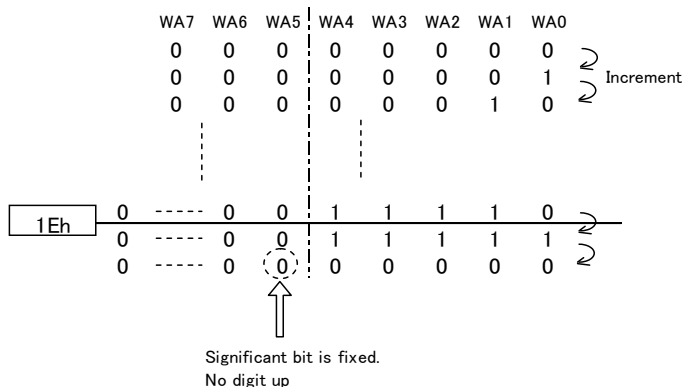 WA7 WA6 WA5 WA4 WA3 WA2 WA1 WA0
0 0 0 0 0 0 0 0
0 0 0 0 0 0 0 1 Increment
0 0 0 0 0 0 1 0
1Eh 0 ----- 0 0 1 1 1 1 0
0 ----- 0 0 1 1 1 1 1
0 ----- 0 0 0 0 0 0 0
Significant bit is fixed.
No digit up